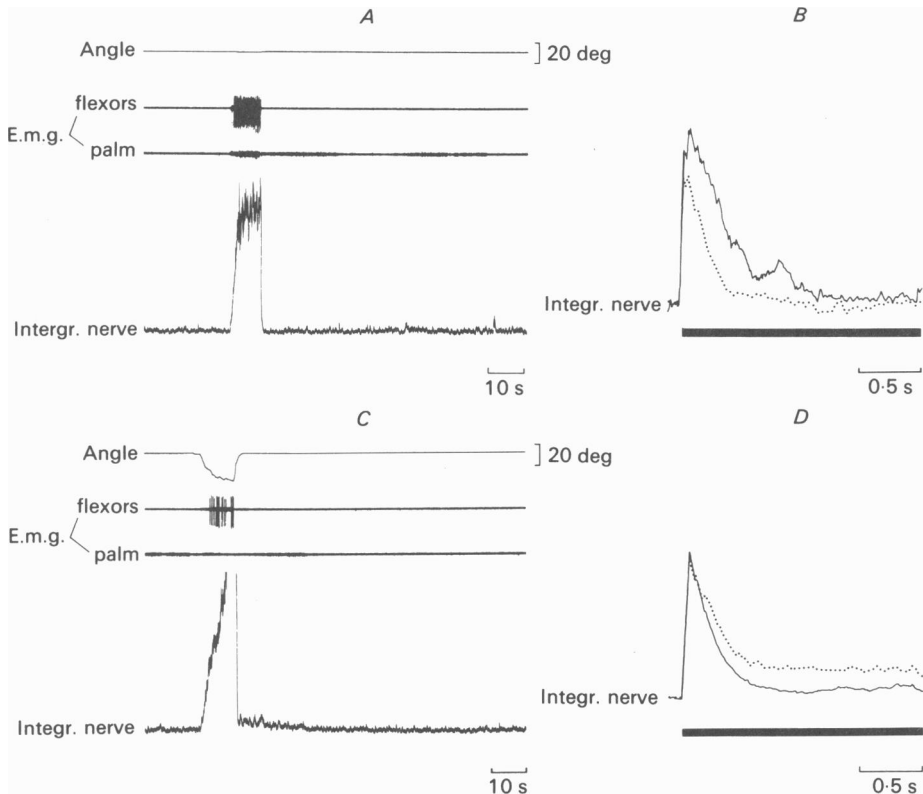 A
Angle
20 deg
flexors
E.m.g.
palm
Intergr. nerve
10 s
B
Integr. nerve
0·5 s
C
Angle
20 deg
flexors
E.m.g.
palm
Integr. nerve
10 s
D
Integr. nerve
0·5 s